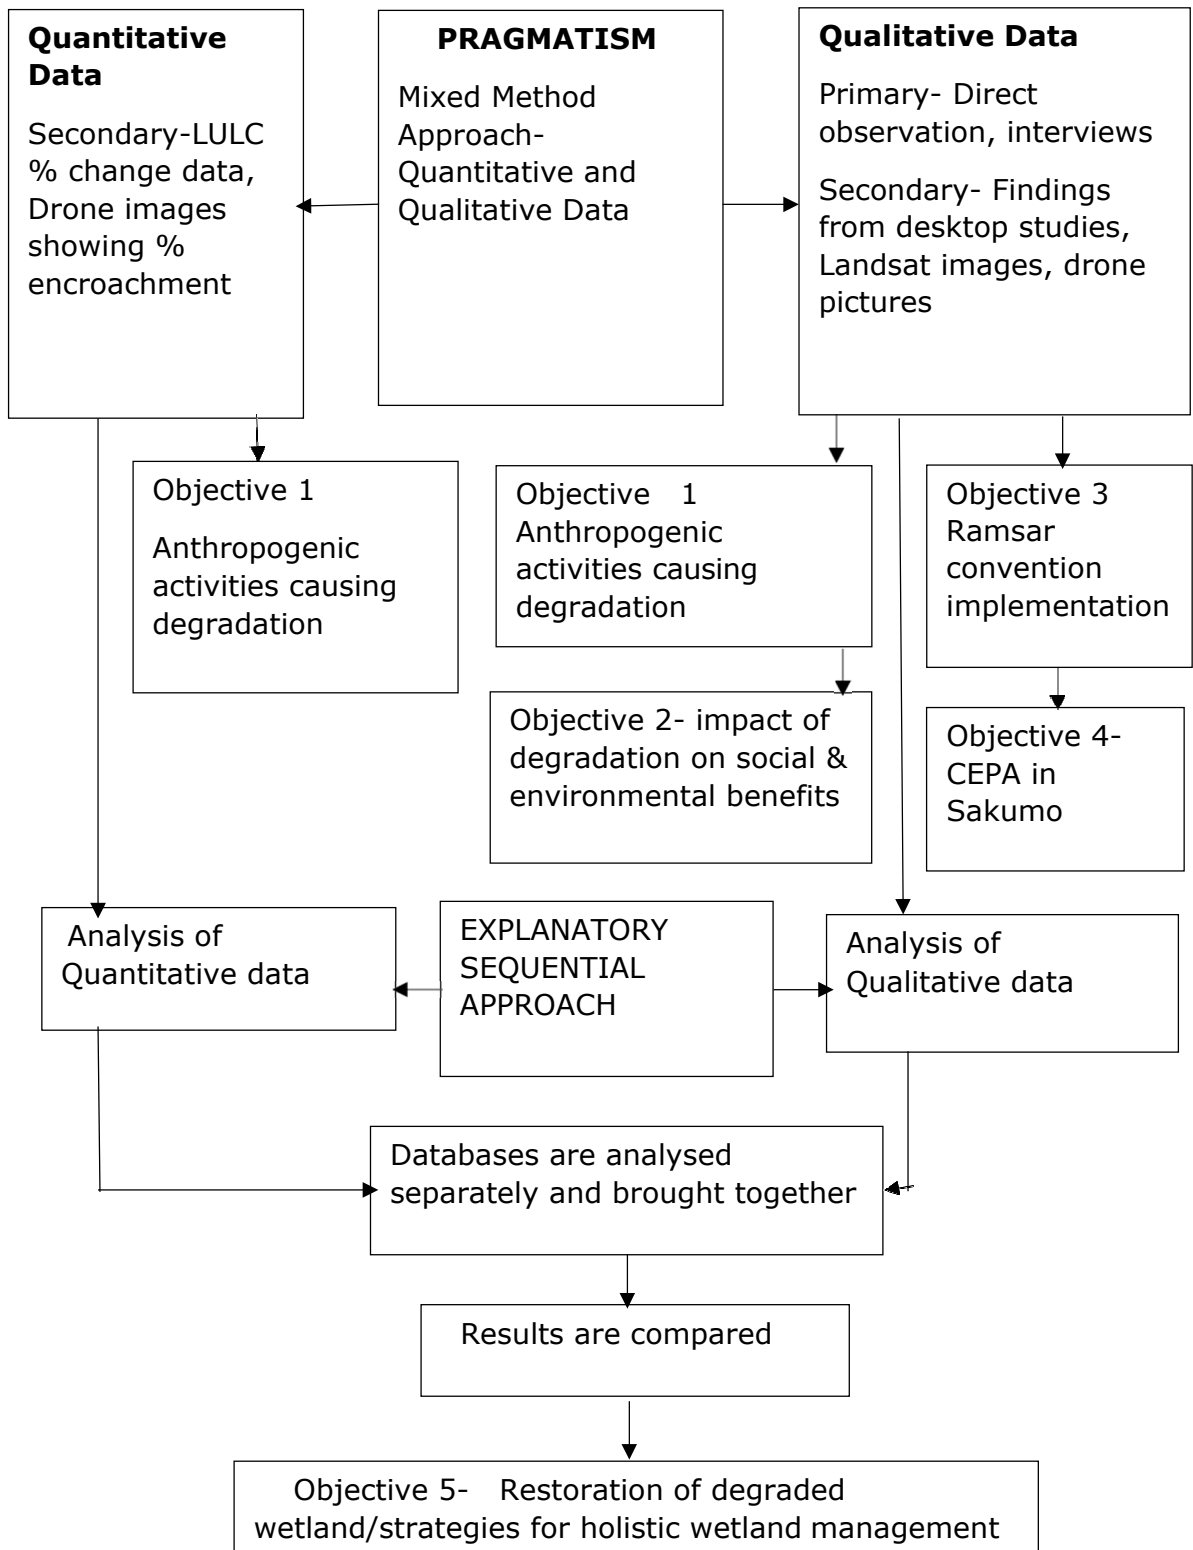 Quantitative
Data
Secondary-LULC
% change data,
Drone images
showing %
encroachment
PRAGMATISM
Mixed Method
Approach-
Quantitative and
Qualitative Data
Qualitative Data
Primary- Direct
observation, interviews
Secondary- Findings
from desktop studies,
Landsat images, drone
pictures
Objective 1
Anthropogenic
activities causing
degradation
Objective 1
Anthropogenic
activities causing
degradation
Objective 3
Ramsar
convention
implementation
Objective 2- impact of
degradation on social &
environmental benefits
Objective 4-
CEPA in
Sakumo
Analysis of
Quantitative data
EXPLANATORY
SEQUENTIAL
APPROACH
Analysis of
Qualitative data
Databases are analysed
separately and brought together
Results are compared
Objective 5- Restoration of degraded
wetland/strategies for holistic wetland management